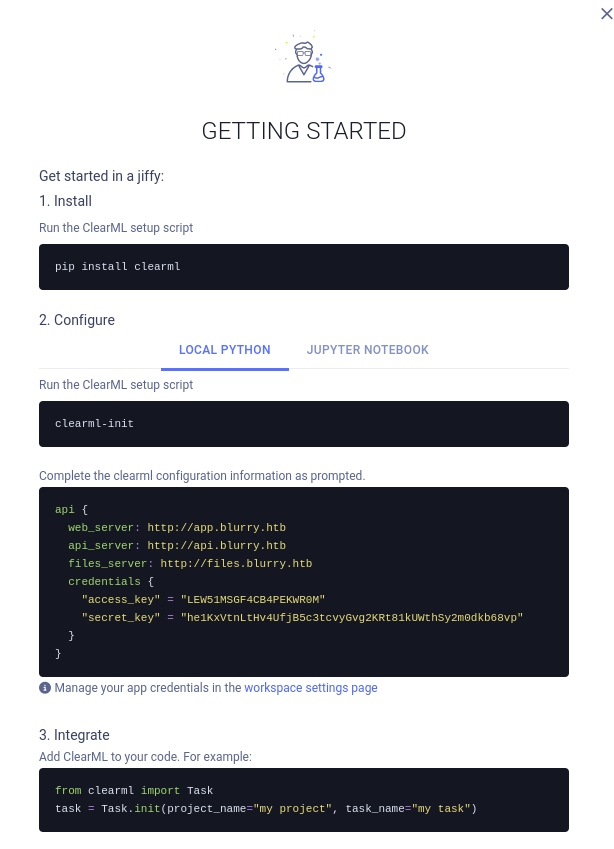 GETTING STARTED
Get started in a jiffy:
1. Install
Run the ClearML setup script
pip install clearml
2. Configure
LOCAL PYTHON JUPYTER NOTEBOOK
Run the ClearML setup script
clearml-init
Complete the clearml configuration information as prompted.
api {
  web_server: http://app.blurry.htb
  api_server: http://api.blurry.htb
  files_server: http://files.blurry.htb
  credentials {
    "access_key" = "LEW51MSGF4CB4PEKWR0M"
    "secret_key" = "he1KxVtnLtHv4UfjB5c3tcvyGvg2KRt81kUWthSy2m0dkb68vp"
  }
}
Manage your app credentials in the workspace settings page
3. Integrate
Add ClearML to your code. For example:
from clearml import Task
task = Task.init(project_name="my project", task_name="my task")